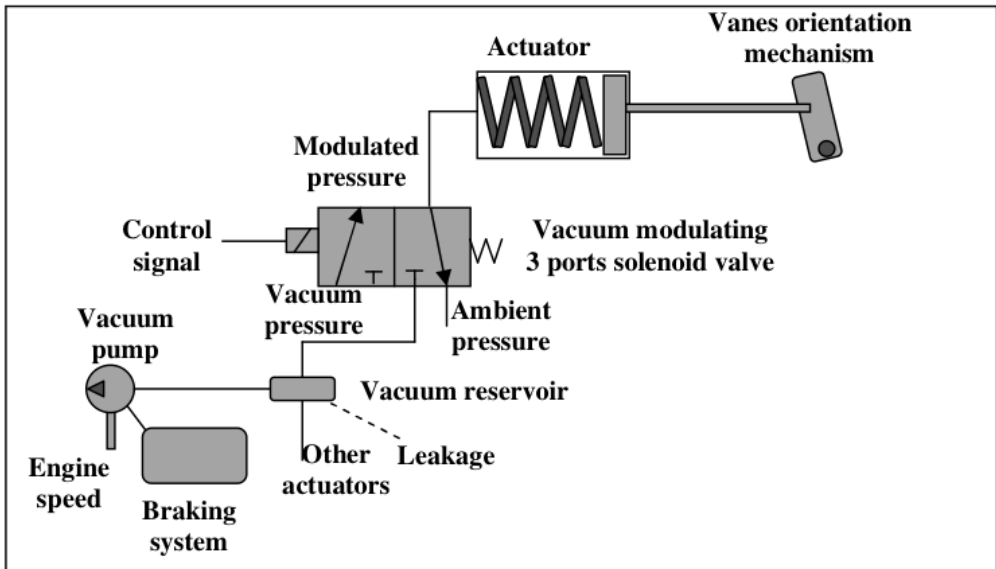 Vanes orientation
mechanism
Actuator
Modulated
pressure
Control
signal
Vacuum modulating
3 ports solenoid valve
Vacuum
pressure
Ambient
pressure
Vacuum
pump
Vacuum reservoir
Other
actuators
Leakage
Engine
speed
Braking
system